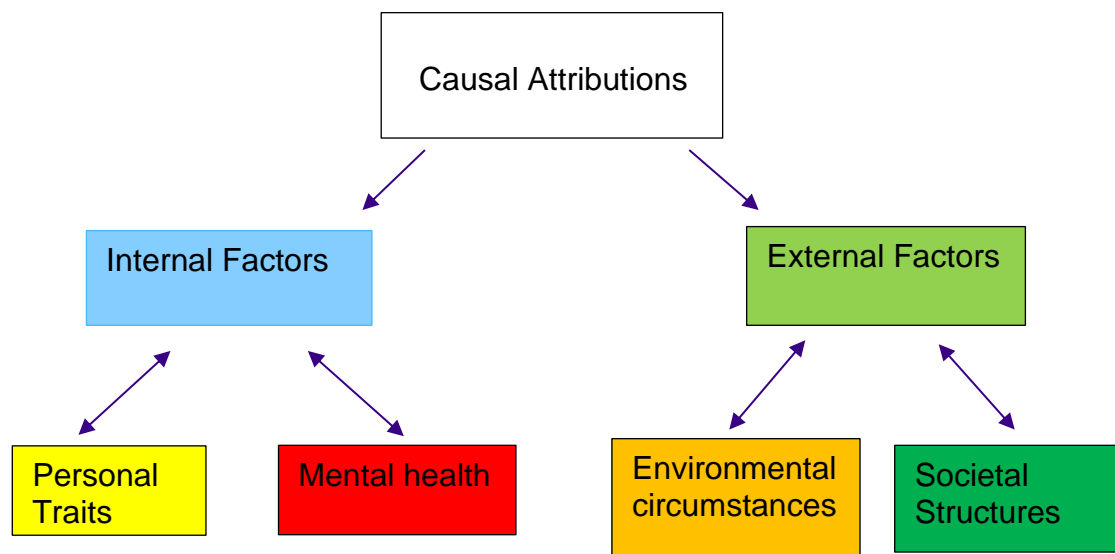 Causal Attributions
Internal Factors
External Factors
Personal
Traits
Mental health
Environmental
circumstances
Societal
Structures